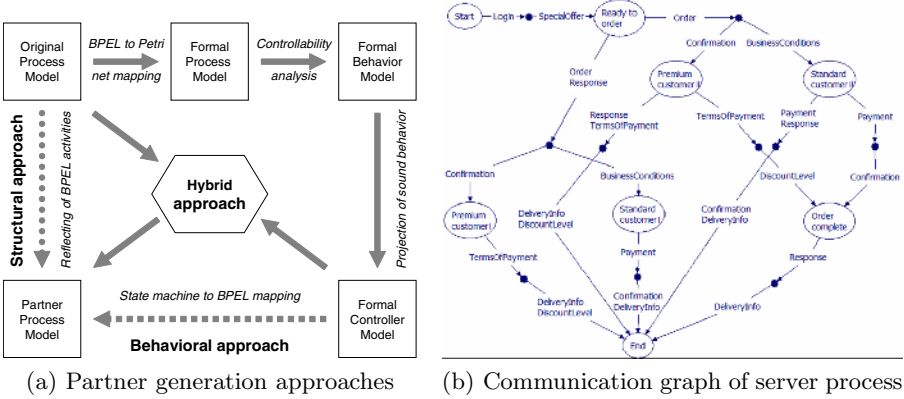 Original
Process
Model
BPEL to Petri
net mapping
Formal
Process
Model
Controllability
analysis
Formal
Behavior
Model
Structural approach
Reflecting of BPEL activities
Hybrid
approach
Projection of sound behavior
Partner
Process
Model
State machine to BPEL mapping
Behavioral approach
Formal
Controller
Model
(a) Partner generation approaches
Start
Login
SpecialOffer
Ready to
order
Order
Confirmation
BusinessConditions
Order
Response
Premium
customer II
Standard
customer II
Response
TermsOfPayment
TermsOfPayment
Payment
Response
Payment
Confirmation
BusinessConditions
DiscountLevel
Confirmation
Premium
customer I
DeliveryInfo
DiscountLevel
Standard
customer I
Confirmation
DeliveryInfo
Order
complete
TermsOfPayment
Payment
Response
DeliveryInfo
DiscountLevel
Confirmation
DeliveryInfo
DeliveryInfo
End
(b) Communication graph of server process